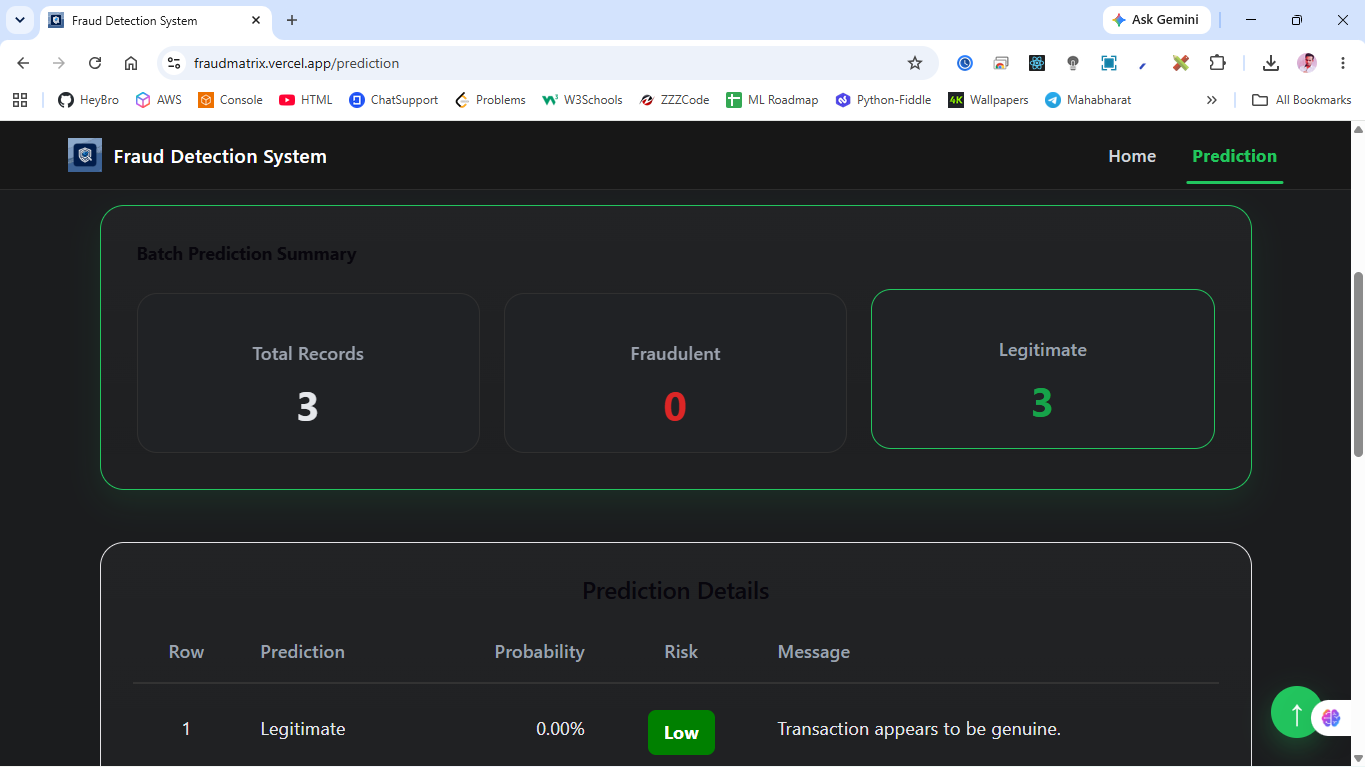 Fraud Detection System
Ask Gemini
fraudmatrix.vercel.app/prediction
HeyBro AWS Console HTML ChatSupport Problems W3Schools ZZZCode ML Roadmap Python-Fiddle 4K Wallpapers Mahabharat All Bookmarks
Fraud Detection System Home Prediction
Batch Prediction Summary
Total Records Fraudulent Legitimate
3 0 3
Prediction Details
Row Prediction Probability Risk Message
1 Legitimate 0.00% Low Transaction appears to be genuine.